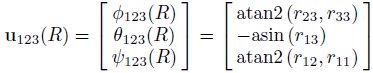 u₁₂₃(R) = [ ϕ₁₂₃(R) ] = [ atan2 (r₂₃, r₃₃) ]
[ θ₁₂₃(R) ] [ −asin (r₁₃) ]
[ ψ₁₂₃(R) ] [ atan2 (r₁₂, r₁₁) ]